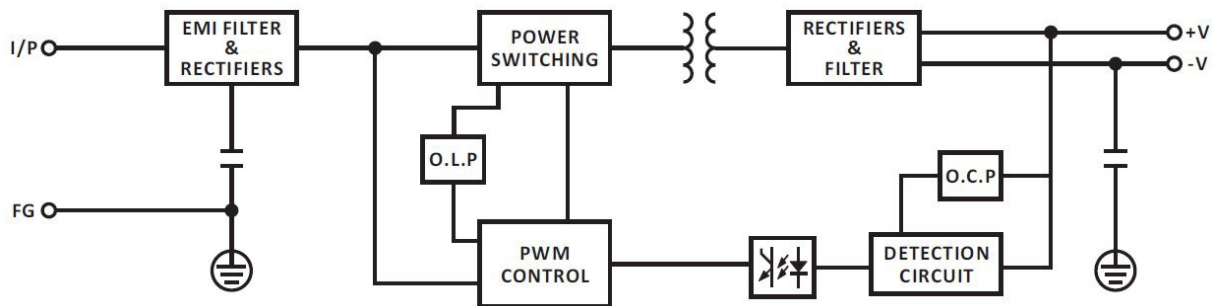 I/P
EMI FILTER
&
RECTIFIERS
POWER
SWITCHING
RECTIFIERS
&
FILTER
+V
-V
O.L.P
O.C.P
FG
PWM
CONTROL
DETECTION
CIRCUIT